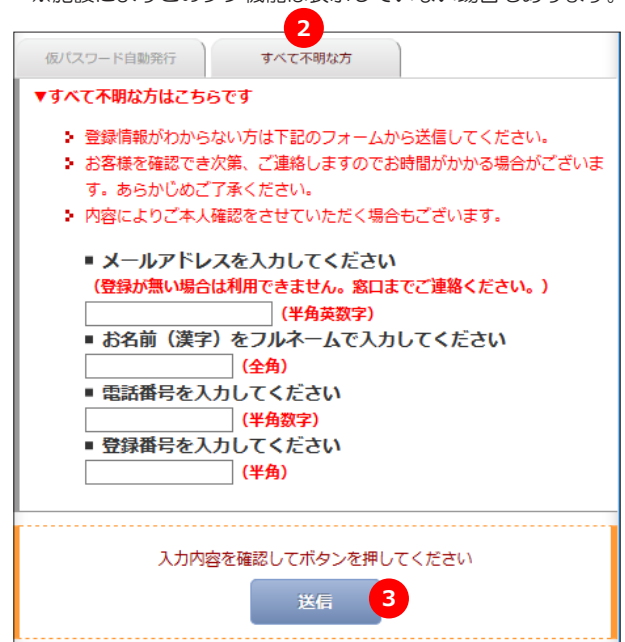 2
仮パスワード自動発行 すべて不明な方
▼すべて不明な方はこちらです
登録情報がわからない方は下記のフォームから送信してください。
お客様を確認でき次第、ご連絡しますのでお時間がかかる場合がございま
す。あらかじめご了承ください。
内容によりご本人確認をさせていただく場合もございます。
■ メールアドレスを入力してください
（登録が無い場合は利用できません。窓口までご連絡ください。）
（半角英数字）
■ お名前（漢字）をフルネームで入力してください
（全角）
■ 電話番号を入力してください
（半角数字）
■ 登録番号を入力してください
（半角）
入力内容を確認してボタンを押してください
送信 3